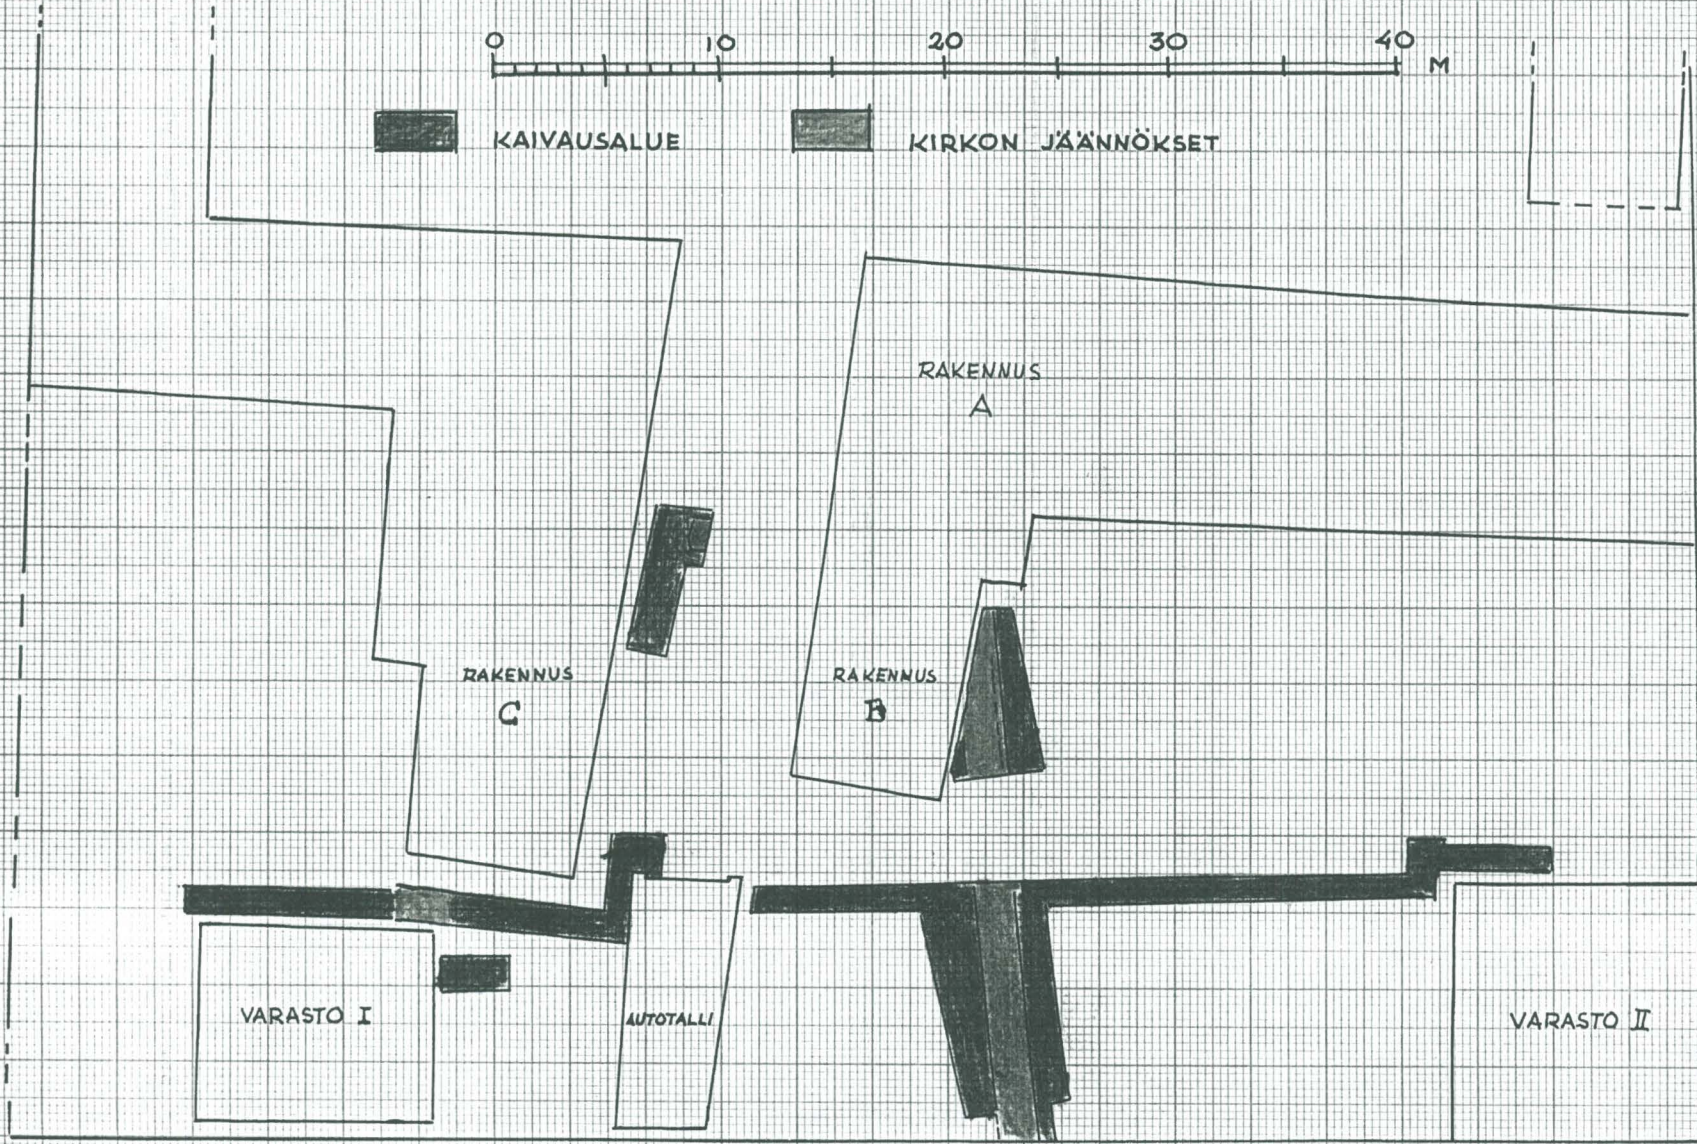 0 10 20 30 40 M
KAIVAUSALUE KIRKON JÄÄNNÖKSET
RAKENNUS
A
RAKENNUS
C
RAKENNUS
B
VARASTO I
AUTOTALLI
VARASTO II